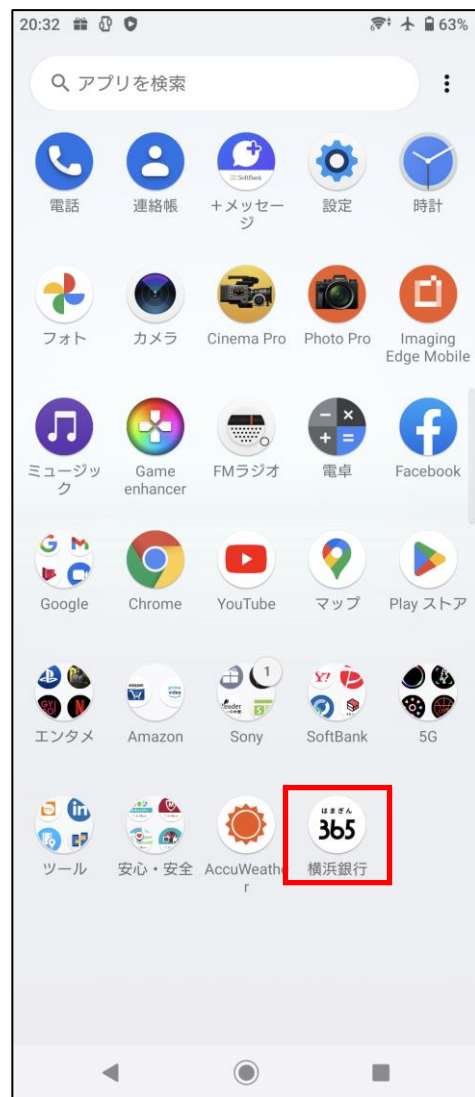 20:32
63%
アプリを検索
電話 連絡帳 +メッセー 設定 時計
ジ
フォト カメラ Cinema Pro Photo Pro Imaging
Edge Mobile
ミュージッ Game FMラジオ 電卓 Facebook
ク enhancer
Google Chrome YouTube マップ Play ストア
1
エンタメ Amazon Sony SoftBank 5G
はまぎん
365
ツール 安心・安全 AccuWeathe 横浜銀行
r